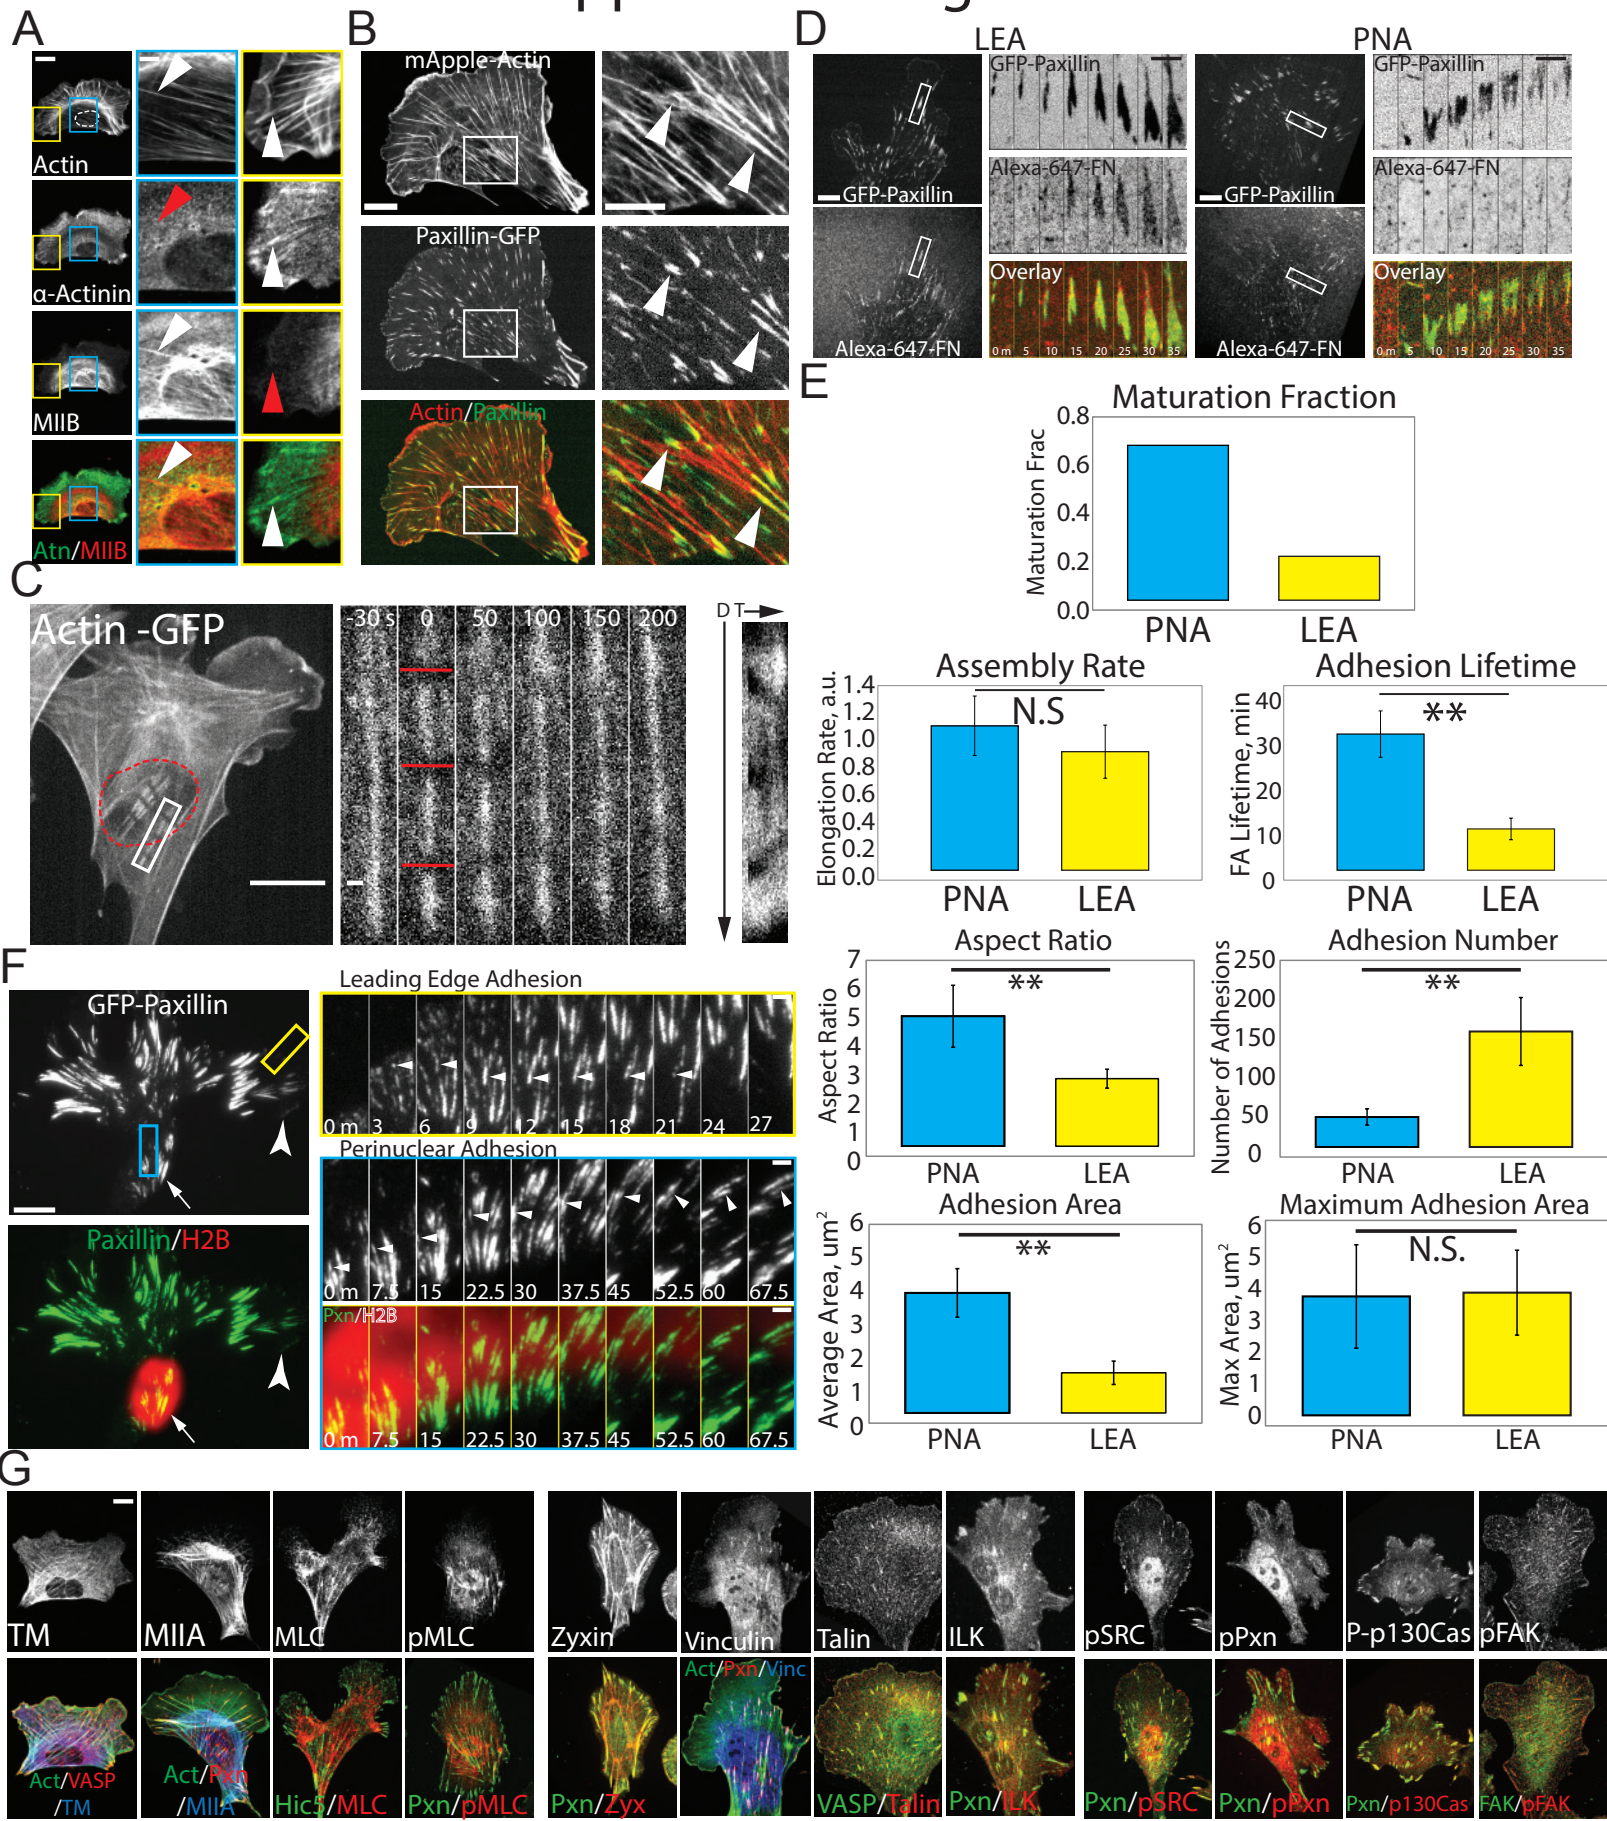 A
Actin
α-Actinin
MIIB
Atn/MIIB
B
mApple-Actin
Paxillin-GFP
Actin/Paxillin
C
Actin -GFP
-30 s 0 50 100 150 200
D T
D
LEA
PNA
GFP-Paxillin
Alexa-647-FN
GFP-Paxillin
Alexa-647-FN
Overlay
0 m 5 10 15 20 25 30 35
GFP-Paxillin
Alexa-647-FN
GFP-Paxillin
Alexa-647-FN
Overlay
0 m 5 10 15 20 25 30 35
E
Maturation Fraction
Maturation Frac
0.8
0.6
0.4
0.2
0.0
PNA LEA
Assembly Rate
Elongation Rate, a.u.
1.4
1.2
1.0
0.8
0.6
0.4
0.2
0.0
N.S
PNA LEA
Adhesion Lifetime
FA Lifetime, min
40
30
20
10
0
**
PNA LEA
Aspect Ratio
Aspect Ratio
7
6
5
4
3
2
1
0
**
PNA LEA
Adhesion Number
Number of Adhesions
250
200
150
100
50
0
**
PNA LEA
Adhesion Area
Average Area, um²
6
5
4
3
2
1
0
**
PNA LEA
Maximum Adhesion Area
Max Area, um²
6
5
4
3
2
1
0
N.S.
PNA LEA
F
GFP-Paxillin
Paxillin/H2B
Leading Edge Adhesion
0 m 3 6 9 12 15 18 21 24 27
Perinuclear Adhesion
0 m 7.5 15 22.5 30 37.5 45 52.5 60 67.5
Pxn/H2B
0 m 7.5 15 22.5 30 37.5 45 52.5 60 67.5
G
TM MIIA MLC pMLC Zyxin Vinculin Talin ILK pSRC pPxn P-p130Cas pFAK
Act/VASP
/TM
Act/Pxn
/MIIA
Hic5/MLC
Pxn/pMLC
Pxn/Zyx
Act/Pxn/Vinc
VASP/Talin
Pxn/ILK
Pxn/pSRC
Pxn/pPxn
Pxn/p130Cas
FAK/pFAK